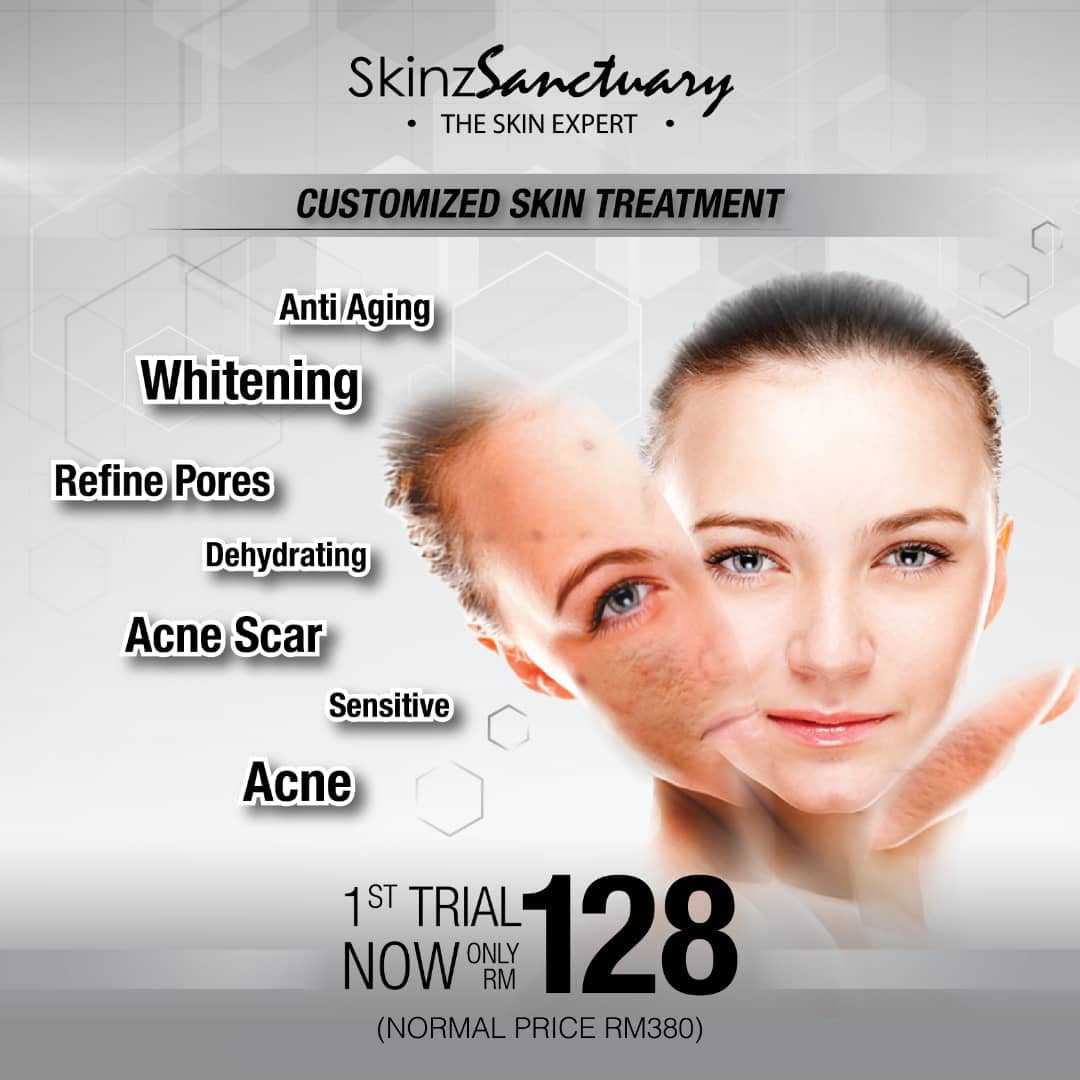 SkinzSanctuary
• THE SKIN EXPERT •
CUSTOMIZED SKIN TREATMENT
Anti Aging
Whitening
Refine Pores
Dehydrating
Acne Scar
Sensitive
Acne
1ST TRIAL
NOW ONLY RM 128
(NORMAL PRICE RM380)